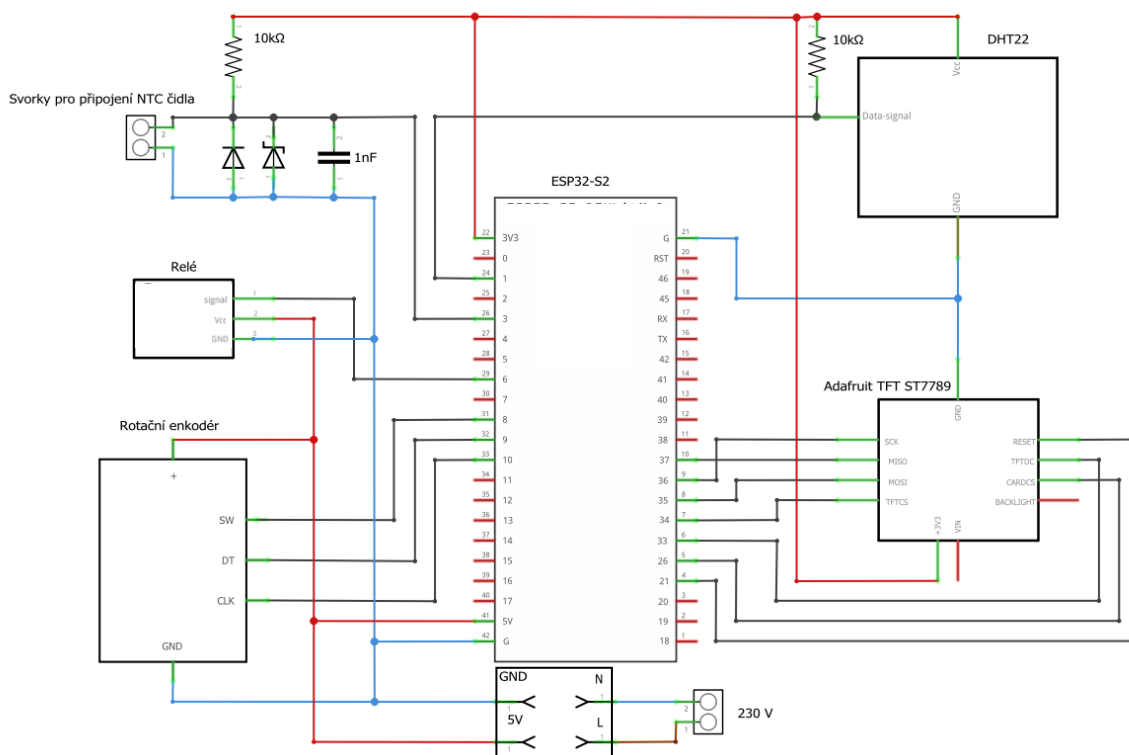 10kΩ
10kΩ
DHT22
Vcc
Data-signal
GND
Svorky pro připojení NTC čidla
2
1
1nF
ESP32-S2
22 3V3
23 0
24 1
25 2
26 3
27 4
28 5
29 6
30 7
31 8
32 9
33 10
34 11
35 12
36 13
37 14
38 15
39 16
40 17
41 5V
42 G
G 21
RST 20
46 19
45 18
RX 17
TX 16
42 15
41 14
40 13
39 12
38 11
37 10
36 9
35 8
34 7
33 6
26 5
21 4
20 3
19 2
18 1
Relé
signal 1
Vcc 2
GND 3
Rotační enkodér
+
SW
DT
CLK
GND
Adafruit TFT ST7789
GND
SCK
MISO
MOSI
TFTCS
RESET
TFTDC
CARDCS
BACKLIGHT
+3V3
VIN
GND N
5V L
2
1
230 V